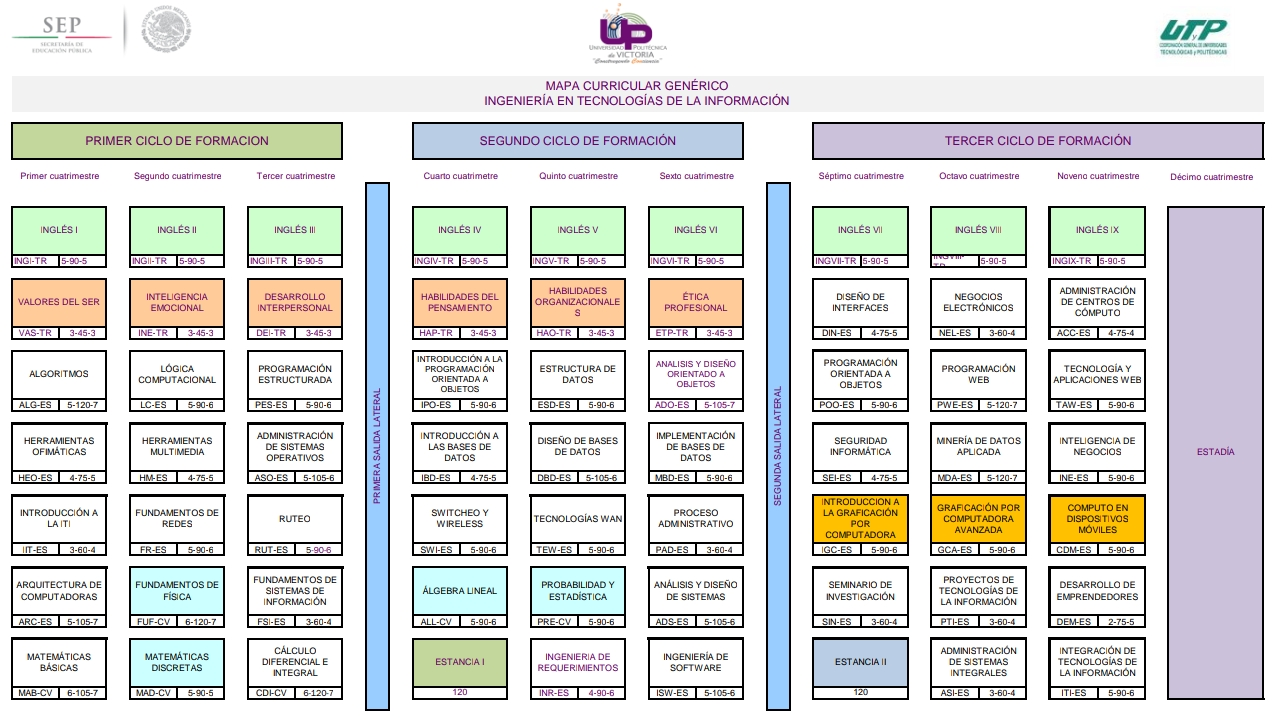 SEP
SECRETARÍA DE
EDUCACIÓN PÚBLICA
UNIVERSIDAD POLITÉCNICA
de VICTORIA
"Construyendo Conciencia"
UTyP
COORDINACIÓN GENERAL DE UNIVERSIDADES
TECNOLÓGICAS y POLITÉCNICAS
MAPA CURRICULAR GENÉRICO
INGENIERÍA EN TECNOLOGÍAS DE LA INFORMACIÓN
PRIMER CICLO DE FORMACION
SEGUNDO CICLO DE FORMACIÓN
TERCER CICLO DE FORMACIÓN
Primer cuatrimestre
Segundo cuatrimestre
Tercer cuatrimestre
Cuarto cuatrimestre
Quinto cuatrimestre
Sexto cuatrimestre
Séptimo cuatrimestre
Octavo cuatrimestre
Noveno cuatrimestre
Décimo cuatrimestre
INGLÉS I
INGI-TR 5-90-5
INGLÉS II
INGII-TR 5-90-5
INGLÉS III
INGIII-TR 5-90-5
INGLÉS IV
INGIV-TR 5-90-5
INGLÉS V
INGV-TR 5-90-5
INGLÉS VI
INGVI-TR 5-90-5
INGLÉS VII
INGVII-TR 5-90-5
INGLÉS VIII
5-90-5
INGLÉS IX
INGIX-TR 5-90-5
VALORES DEL SER
VAS-TR 3-45-3
INTELIGENCIA
EMOCIONAL
INE-TR 3-45-3
DESARROLLO
INTERPERSONAL
DEI-TR 3-45-3
HABILIDADES DEL
PENSAMIENTO
HAP-TR 3-45-3
HABILIDADES
ORGANIZACIONALE
S
HAO-TR 3-45-3
ÉTICA
PROFESIONAL
ETP-TR 3-45-3
DISEÑO DE
INTERFACES
DIN-ES 4-75-5
NEGOCIOS
ELECTRÓNICOS
NEL-ES 3-60-4
ADMINISTRACIÓN
DE CENTROS DE
CÓMPUTO
ACC-ES 4-75-4
ALGORITMOS
ALG-ES 5-120-7
LÓGICA
COMPUTACIONAL
LC-ES 5-90-6
PROGRAMACIÓN
ESTRUCTURADA
PES-ES 5-90-6
INTRODUCCIÓN A LA
PROGRAMACIÓN
ORIENTADA A
OBJETOS
IPO-ES 5-90-6
ESTRUCTURA DE
DATOS
ESD-ES 5-90-6
ANALISIS Y DISEÑO
ORIENTADO A
OBJETOS
ADO-ES 5-105-7
PROGRAMACIÓN
ORIENTADA A
OBJETOS
POO-ES 5-90-6
PROGRAMACIÓN
WEB
PWE-ES 5-120-7
TECNOLOGÍA Y
APLICACIONES WEB
TAW-ES 5-90-6
HERRAMIENTAS
OFIMÁTICAS
HEO-ES 4-75-5
HERRAMIENTAS
MULTIMEDIA
HM-ES 4-75-5
ADMINISTRACIÓN
DE SISTEMAS
OPERATIVOS
ASO-ES 5-105-6
PRIMERA SALIDA LATERAL
INTRODUCCIÓN A
LAS BASES DE
DATOS
IBD-ES 4-75-5
DISEÑO DE BASES
DE DATOS
DBD-ES 5-105-6
IMPLEMENTACIÓN
DE BASES DE
DATOS
MBD-ES 5-90-6
SEGUNDA SALIDA LATERAL
SEGURIDAD
INFORMÁTICA
SEI-ES 4-75-5
MINERÍA DE DATOS
APLICADA
MDA-ES 5-120-7
INTELIGENCIA DE
NEGOCIOS
INE-ES 5-90-6
ESTADÍA
INTRODUCCIÓN A
LA ITI
IIT-ES 3-60-4
FUNDAMENTOS DE
REDES
FR-ES 5-90-6
RUTEO
RUT-ES 5-90-6
SWITCHEO Y
WIRELESS
SWI-ES 5-90-6
TECNOLOGÍAS WAN
TEW-ES 5-90-6
PROCESO
ADMINISTRATIVO
PAD-ES 3-60-4
INTRODUCCION A
LA GRAFICACIÓN
POR
COMPUTADORA
IGC-ES 5-90-6
GRAFICACIÓN POR
COMPUTADORA
AVANZADA
GCA-ES 5-90-6
COMPUTO EN
DISPOSITIVOS
MÓVILES
CDM-ES 5-90-6
ARQUITECTURA DE
COMPUTADORAS
ARC-ES 5-105-7
FUNDAMENTOS DE
FÍSICA
FUF-CV 6-120-7
FUNDAMENTOS DE
SISTEMAS DE
INFORMACIÓN
FSI-ES 3-60-4
ÁLGEBRA LINEAL
ALL-CV 5-90-6
PROBABILIDAD Y
ESTADÍSTICA
PRE-CV 5-90-6
ANÁLISIS Y DISEÑO
DE SISTEMAS
ADS-ES 5-105-6
SEMINARIO DE
INVESTIGACIÓN
SIN-ES 3-60-4
PROYECTOS DE
TECNOLOGÍAS DE
LA INFORMACIÓN
PTI-ES 3-60-4
DESARROLLO DE
EMPRENDEDORES
DEM-ES 2-75-5
MATEMÁTICAS
BÁSICAS
MAB-CV 6-105-7
MATEMÁTICAS
DISCRETAS
MAD-CV 5-90-5
CÁLCULO
DIFERENCIAL E
INTEGRAL
CDI-CV 6-120-7
ESTANCIA I
120
INGENIERIA DE
REQUERIMIENTOS
INR-ES 4-90-6
INGENIERÍA DE
SOFTWARE
ISW-ES 5-105-6
ESTANCIA II
120
ADMINISTRACIÓN
DE SISTEMAS
INTEGRALES
ASI-ES 3-60-4
INTEGRACIÓN DE
TECNOLOGÍAS DE
LA INFORMACIÓN
ITI-ES 5-90-6